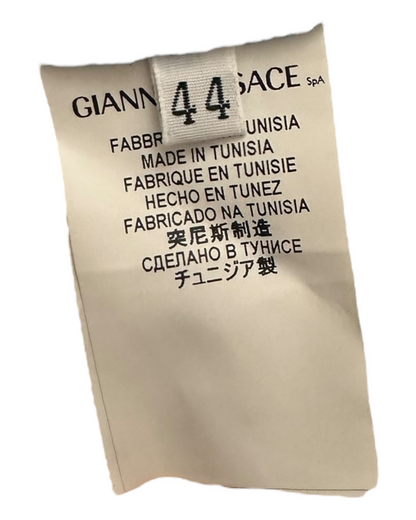 GIANN 44 SACE SpA
FABBR UNISIA
MADE IN TUNISIA
FABRIQUE EN TUNISIE
HECHO EN TUNEZ
FABRICADO NA TUNISIA
突尼斯制造
СДЕЛАНО В ТУНИСЕ
チュニジア製